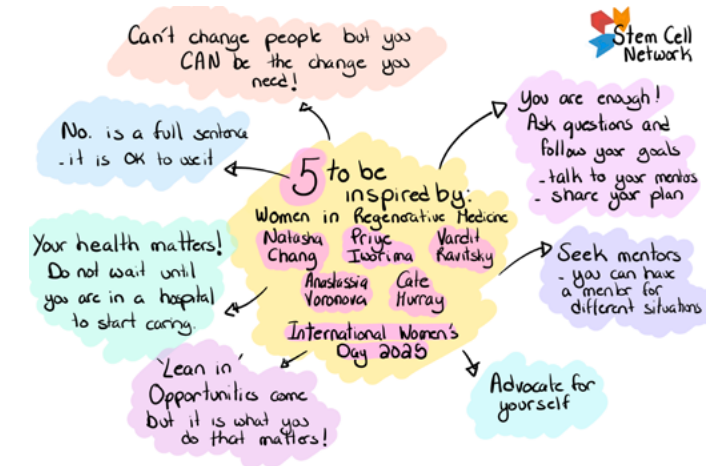 Can't change people but you
CAN be the change you
need!
Stem Cell
Network
No. is a full sentence
- it is OK to use it
You are enough!
Ask questions and
follow your goals
- talk to your mentors
- share your plan
5 to be
inspired by:
Women in Regenerative Medicine
Natasha
Chang
Priye
Iwotima
Vardit
Ravitsky
Anastassia
Voronova
Cate
Murray
International Women's
Day 2025
Your health matters!
Do not wait until
you are in a hospital
to start caring.
Seek mentors
- you can have
a mentor for
different situations
'Lean in'
Opportunities come
but it is what you
do that matters!
Advocate for
yourself